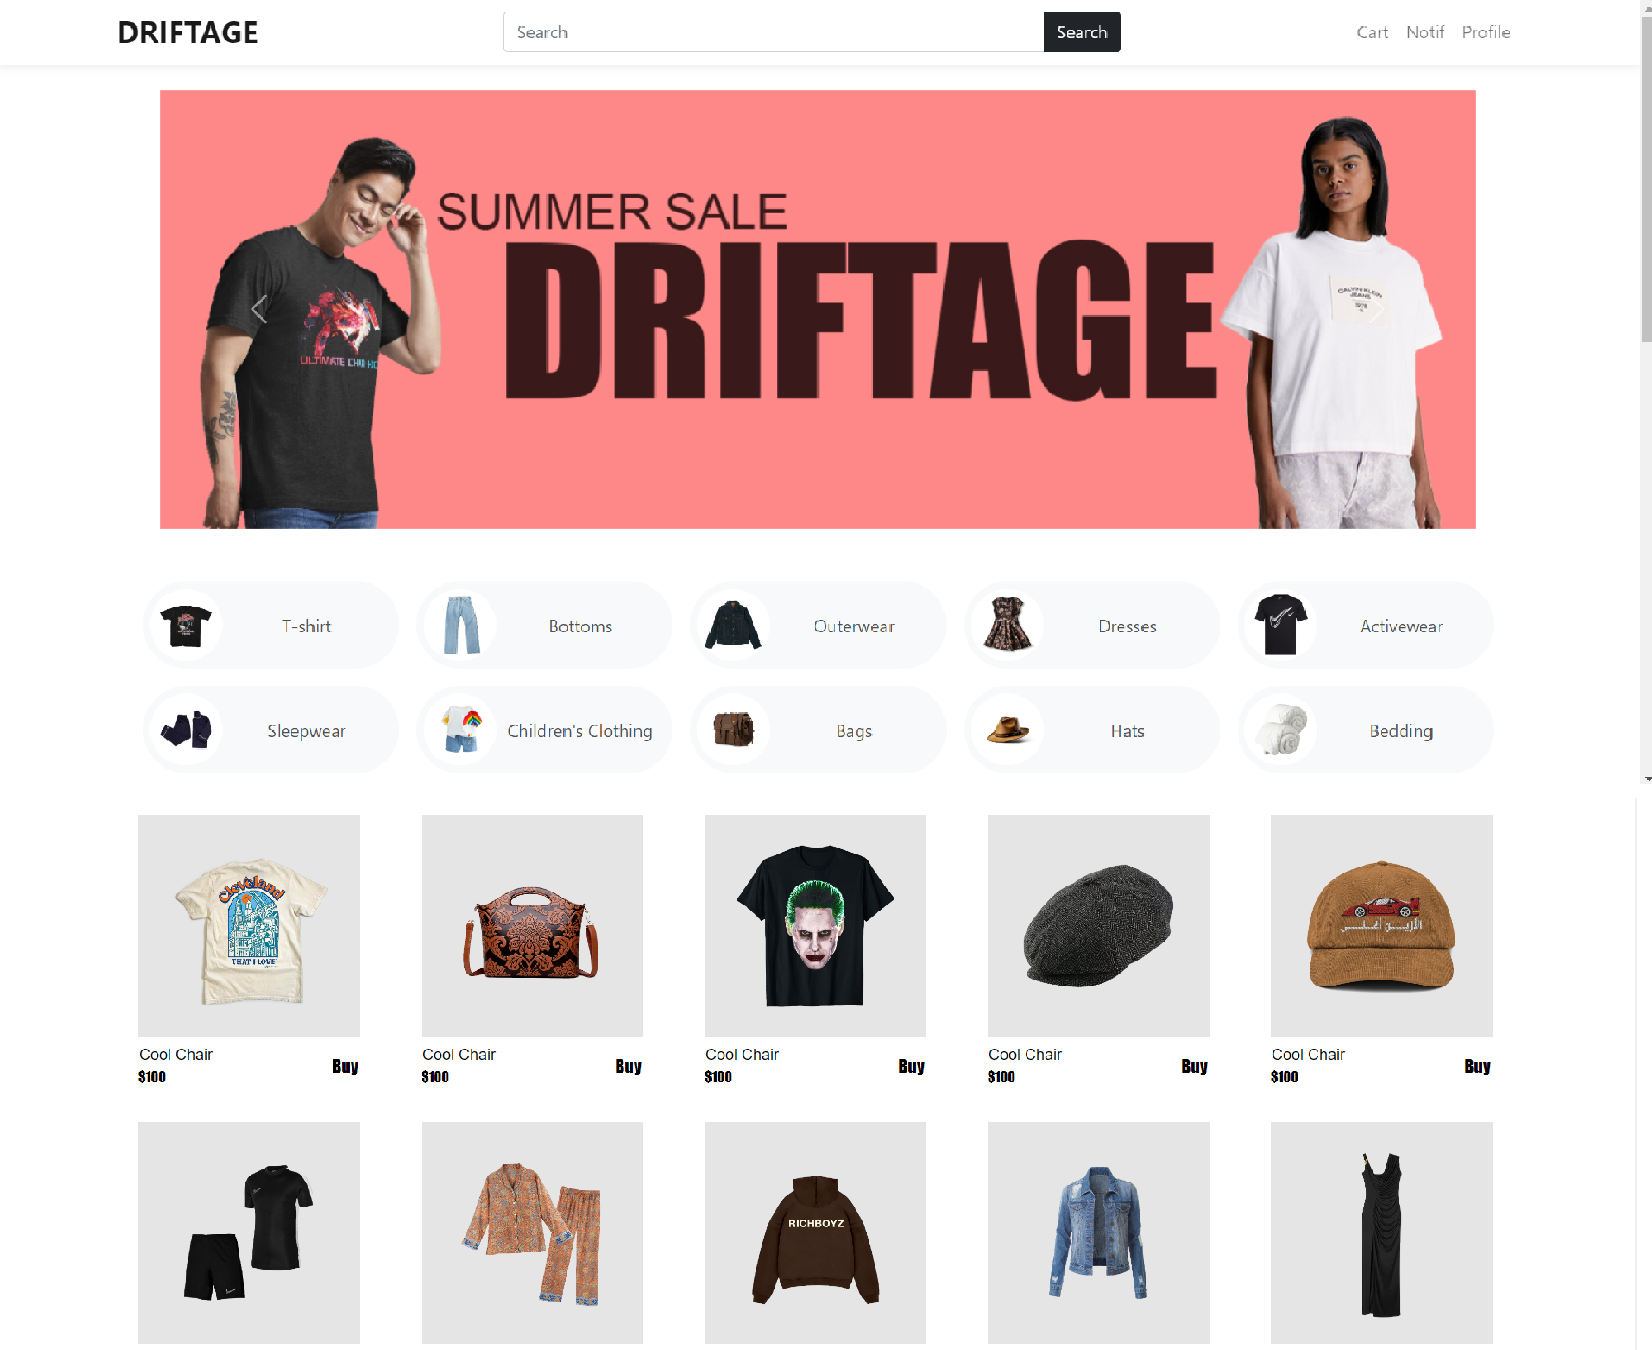 DRIFTAGE
Search
Search
Cart
Notif
Profile
SUMMER SALE
DRIFTAGE
T-shirt
Bottoms
Outerwear
Dresses
Activewear
Sleepwear
Children's Clothing
Bags
Hats
Bedding
Cleveland
THAT I LOVE
Cool Chair
$100
Buy
Cool Chair
$100
Buy
Cool Chair
$100
Buy
Cool Chair
$100
Buy
Cool Chair
$100
Buy
RICHBOYZ